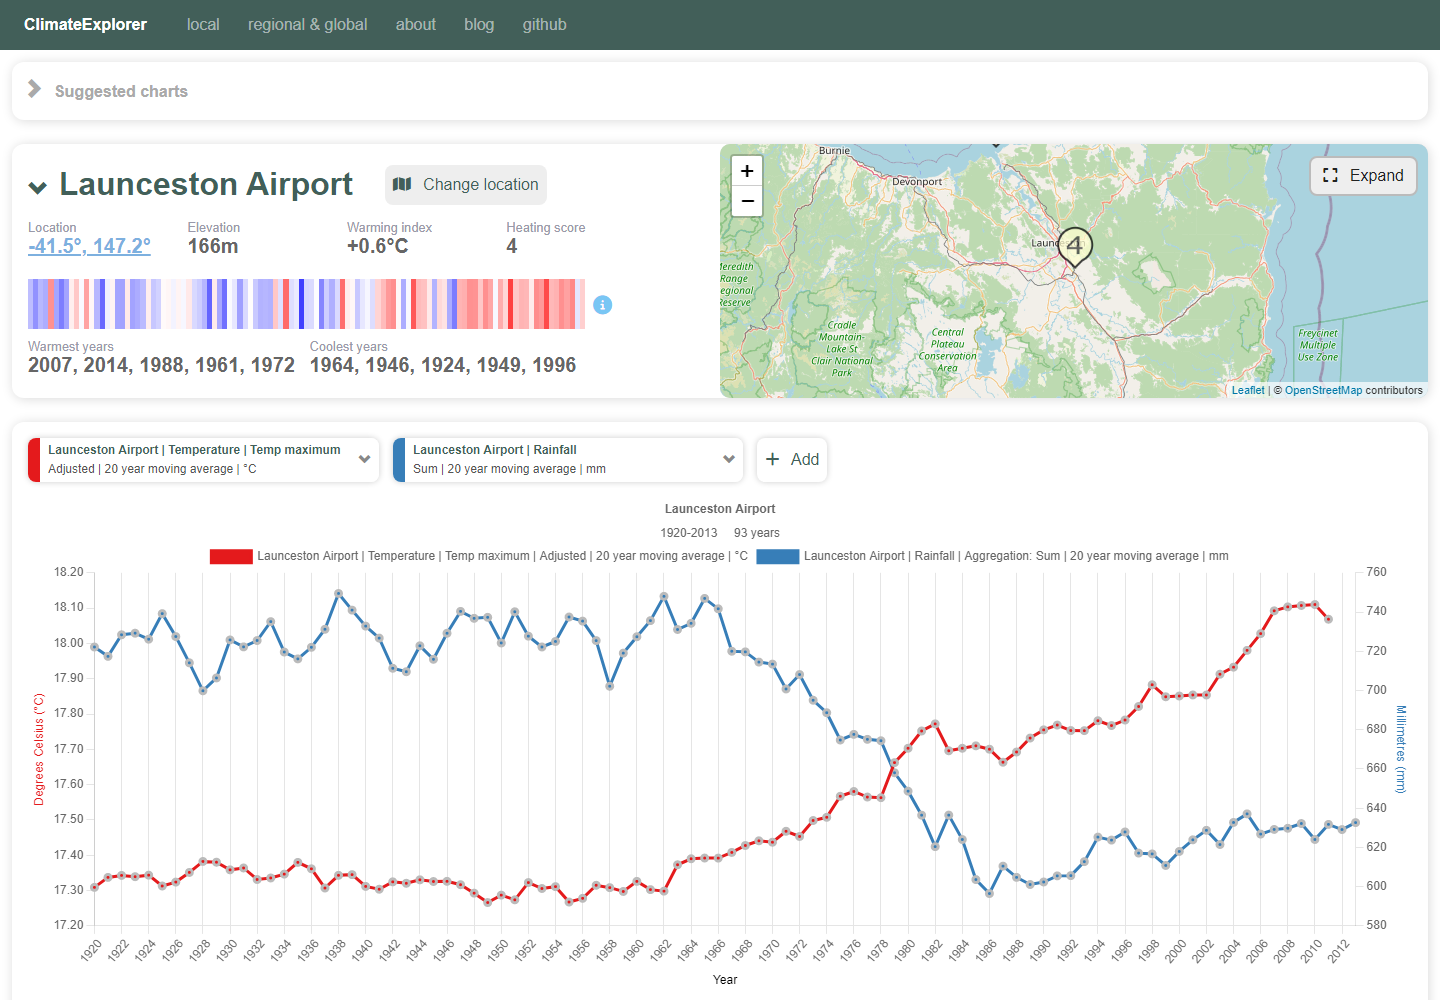 ClimateExplorer local regional & global about blog github
Suggested charts
Launceston Airport Change location
Location Elevation Warming index Heating score
-41.5°, 147.2° 166m +0.6°C 4
Warmest years Coolest years
2007, 2014, 1988, 1961, 1972 1964, 1946, 1924, 1949, 1996
+
−
Expand
Burnie
Devonport
4
Cradle
Mountain-
Lake St
Clair National
Park
Central
Plateau
Conservation
Area
Freycinet
Multiple
Use Zone
Leaflet | © OpenStreetMap contributors
Launceston Airport | Temperature | Temp maximum
Adjusted | 20 year moving average | °C
Launceston Airport | Rainfall
Sum | 20 year moving average | mm
+ Add
Launceston Airport
1920-2013 93 years
Launceston Airport | Temperature | Temp maximum | Adjusted | 20 year moving average | °C
Launceston Airport | Rainfall | Aggregation: Sum | 20 year moving average | mm
18.20
18.10
18.00
17.90
17.80
17.70
17.60
17.50
17.40
17.30
17.20
Degrees Celsius (°C)
760
740
720
700
680
660
640
620
600
580
Millimetres (mm)
1920 1922 1924 1926 1928 1930 1932 1934 1936 1938 1940 1942 1944 1946 1948 1950 1952 1954 1956 1958 1960 1962 1964 1966 1968 1970 1972 1974 1976 1978 1980 1982 1984 1986 1988 1990 1992 1994 1996 1998 2000 2002 2004 2006 2008 2010 2012
Year